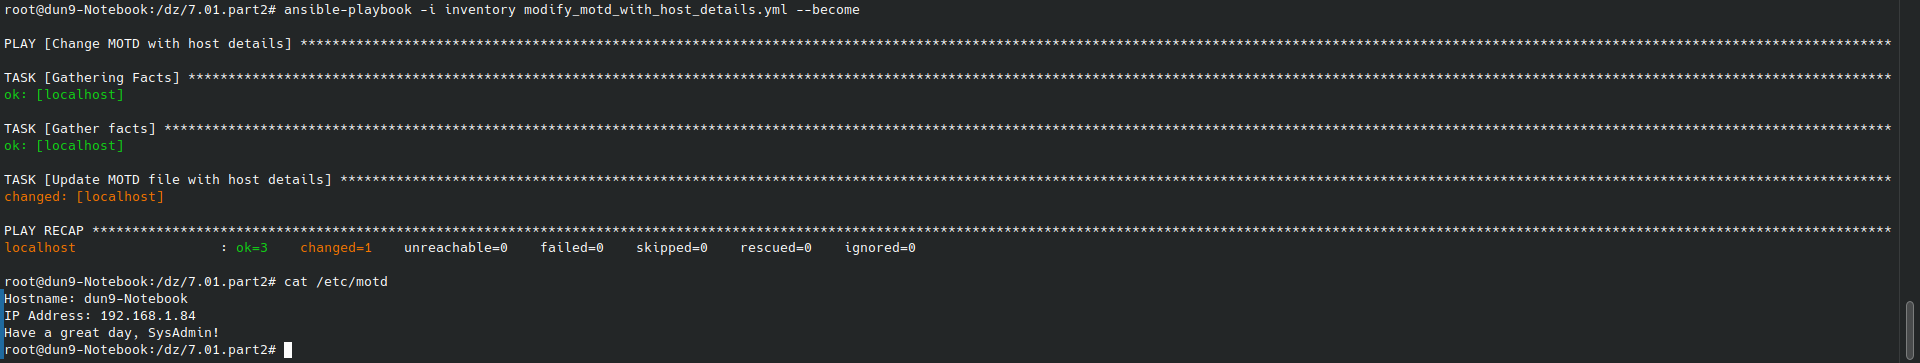 root@dun9-Notebook:/dz/7.01.part2# ansible-playbook -i inventory modify_motd_with_host_details.yml --become
PLAY [Change MOTD with host details] ****************************************************************************************************************************************************************************************************
TASK [Gathering Facts] ******************************************************************************************************************************************************************************************************************
ok: [localhost]
TASK [Gather facts] *********************************************************************************************************************************************************************************************************************
ok: [localhost]
TASK [Update MOTD file with host details] ***********************************************************************************************************************************************************************************************
changed: [localhost]
PLAY RECAP ******************************************************************************************************************************************************************************************************************************
localhost                  : ok=3    changed=1    unreachable=0    failed=0    skipped=0    rescued=0    ignored=0
root@dun9-Notebook:/dz/7.01.part2# cat /etc/motd
Hostname: dun9-Notebook
IP Address: 192.168.1.84
Have a great day, SysAdmin!
root@dun9-Notebook:/dz/7.01.part2#